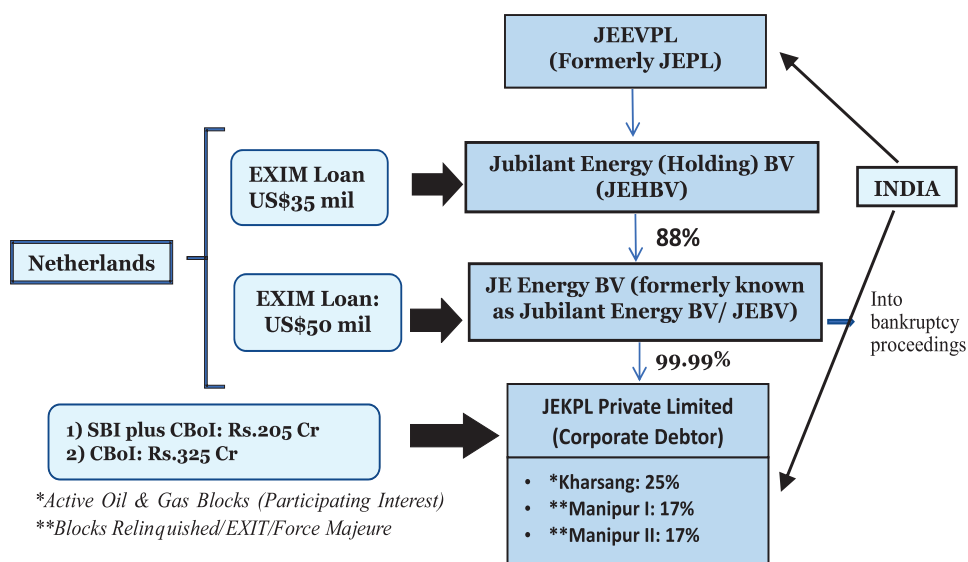 JEEVPL
(Formerly JEPL)
EXIM Loan
US$35 mil
Jubilant Energy (Holding) BV
(JEHBV)
INDIA
88%
Netherlands
EXIM Loan:
US$50 mil
JE Energy BV (formerly known
as Jubilant Energy BV/ JEBV)
Into
bankruptcy
proceedings
99.99%
1) SBI plus CBoI: Rs.205 Cr
2) CBoI: Rs.325 Cr
JEKPL Private Limited
(Corporate Debtor)
*Active Oil & Gas Blocks (Participating Interest)
**Blocks Relinquished/EXIT/Force Majeure
• *Kharsang: 25%
• **Manipur I: 17%
• **Manipur II: 17%